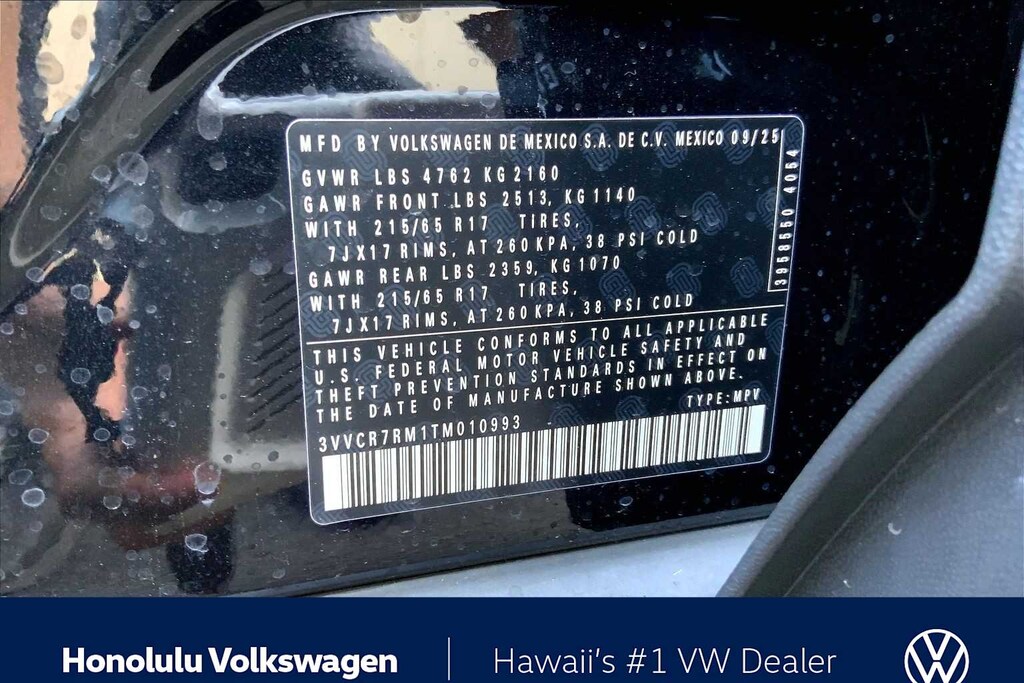 MFD BY VOLKSWAGEN DE MEXICO S.A. DE C.V. MEXICO 09/25
GVWR LBS 4762 KG 2160
GAWR FRONT LBS 2513, KG 1140
WITH 215/65 R17 TIRES,
7JX17 RIMS, AT 260 KPA, 38 PSI COLD
GAWR REAR LBS 2359, KG 1070
WITH 215/65 R17 TIRES,
7JX17 RIMS, AT 260 KPA, 38 PSI COLD
3958550 4064
THIS VEHICLE CONFORMS TO ALL APPLICABLE
U.S. FEDERAL MOTOR VEHICLE SAFETY AND
THEFT PREVENTION STANDARDS IN EFFECT ON
THE DATE OF MANUFACTURE SHOWN ABOVE.
TYPE:MPV
3VVCR7RM1TM010993
Honolulu Volkswagen
Hawaii's #1 VW Dealer